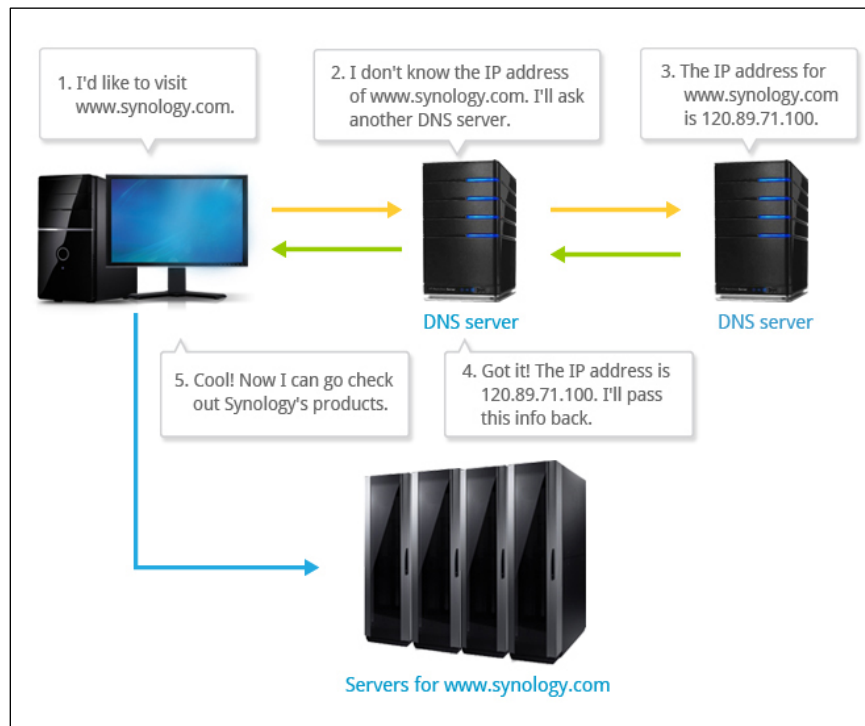 1. I'd like to visit
www.synology.com.
2. I don't know the IP address
of www.synology.com. I'll ask
another DNS server.
3. The IP address for
www.synology.com
is 120.89.71.100.
DNS server
DNS server
5. Cool! Now I can go check
out Synology's products.
4. Got it! The IP address is
120.89.71.100. I'll pass
this info back.
Servers for www.synology.com